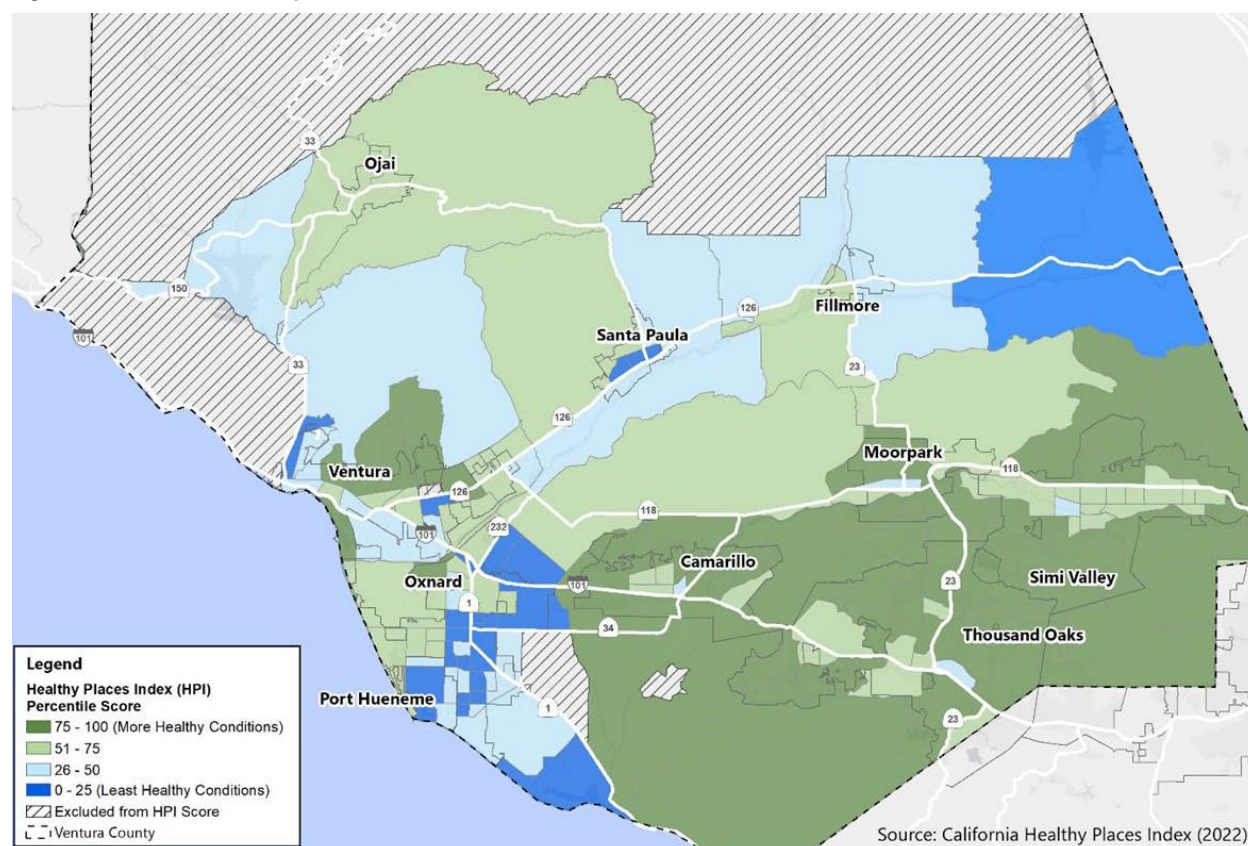 33
Ojai
150
101
33
Santa Paula
126
Fillmore
23
126
Ventura
126
Moorpark
118
232
118
101
Camarillo
Oxnard
101
23
Simi Valley
1
34
Thousand Oaks
Port Hueneme
1
23
Legend
Healthy Places Index (HPI)
Percentile Score
75 - 100 (More Healthy Conditions)
51 - 75
26 - 50
0 - 25 (Least Healthy Conditions)
Excluded from HPI Score
Ventura County
Source: California Healthy Places Index (2022)